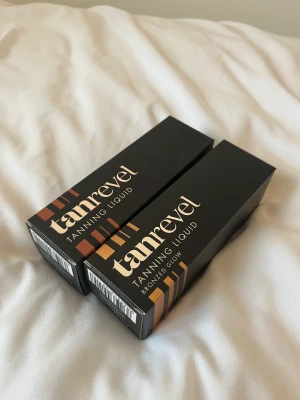 tanrevel
TANNING LIQUID
tanrevel
TANNING LIQUID
BRONZED GLOW